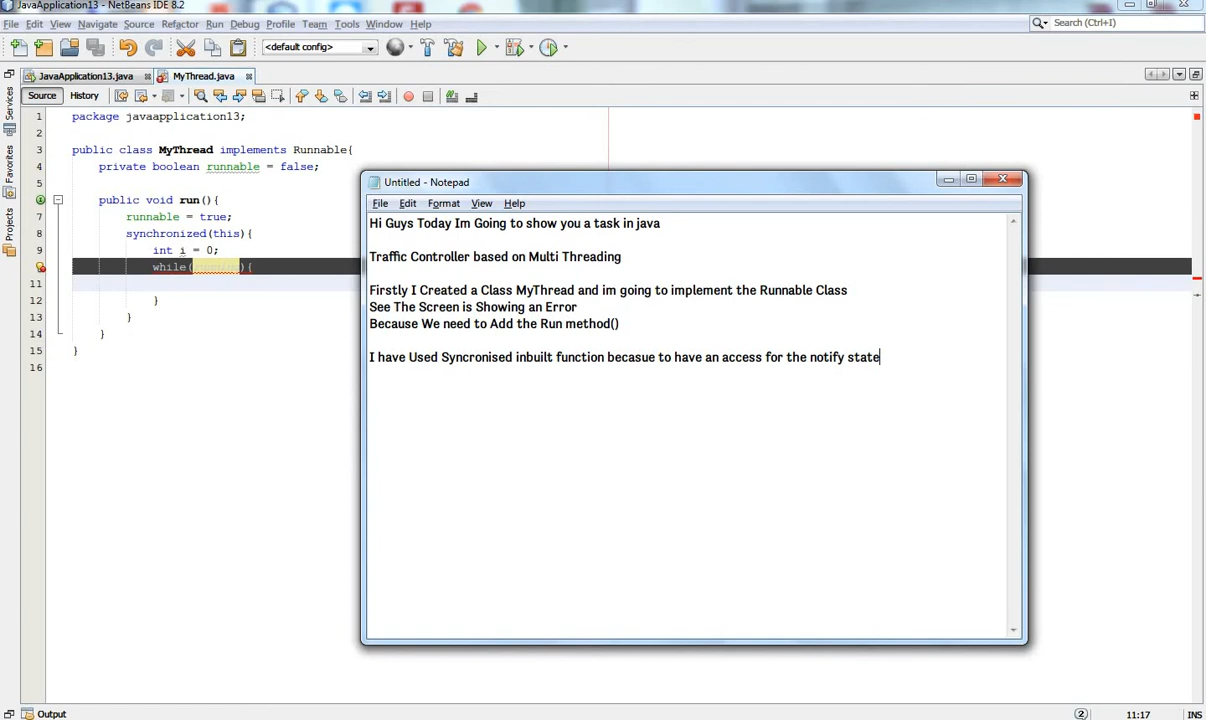 JavaApplication13 - NetBeans IDE 8.2
File Edit View Navigate Source Refactor Run Debug Profile Team Tools Window Help
Search (Ctrl+I)
<default config>
JavaApplication13.java
MyThread.java
Source History
Services
Favorites
Projects
1 package javaapplication13;
2
3 public class MyThread implements Runnable{
4 private boolean runnable = false;
5
6 public void run(){
7 runnable = true;
8 synchronized(this){
9 int i = 0;
while( ){
11
12 }
13 }
14 }
15 }
16
Untitled - Notepad
File Edit Format View Help
Hi Guys Today Im Going to show you a task in java
Traffic Controller based on Multi Threading
Firstly I Created a Class MyThread and im going to implement the Runnable Class
See The Screen is Showing an Error
Because We need to Add the Run method()
I have Used Syncronised inbuilt function becasue to have an access for the notify state
Output
2
11:17
INS